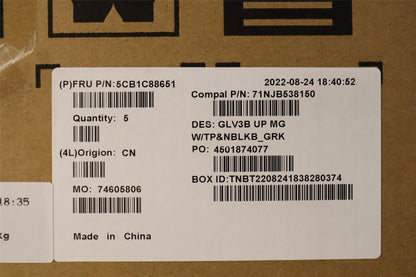 (P)FRU P/N:5CB1C88651
2022-08-24 18:40:52
Compal P/N: 71NJB538150
Quantity: 5
DES: GLV3B UP MG
W/TP&NBLKB_GRK
(4L)Origion: CN
PO: 4501874077
MO: 74605806
BOX ID:TNBT2208241838280374
Made in China
18:35
Kg